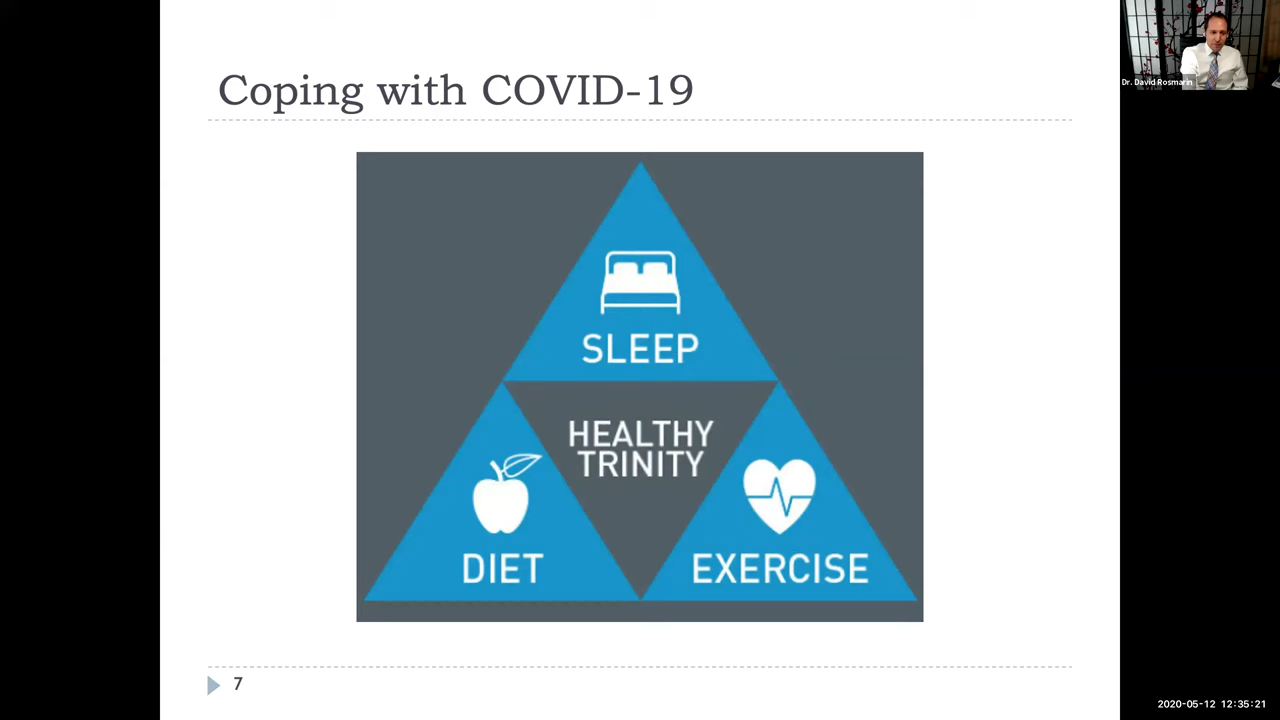 Coping with COVID-19
Dr. David Rosmarin
SLEEP
HEALTHY
TRINITY
DIET
EXERCISE
7
2020-05-12 12:35:21